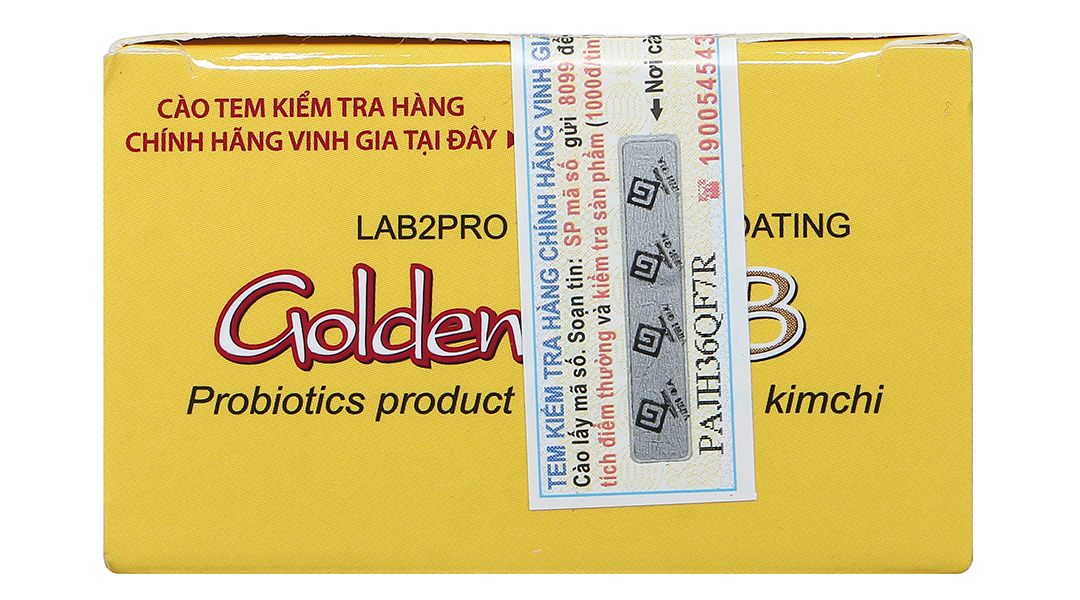 CÀO TEM KIỂM TRA HÀNG
CHÍNH HÃNG VINH GIA TẠI ĐÂY
LAB2PRO
Golden B
Probiotics product kimchi
TEM KIỂM TRA HÀNG CHÍNH HÃNG VINH GIA
Cào lấy mã số. Soạn tin: SP mã số gửi 8099 để
tích điểm thưởng và kiểm tra sản phẩm (1000đ/tin)
Nơi cà
19005454
PAJH36QF7R